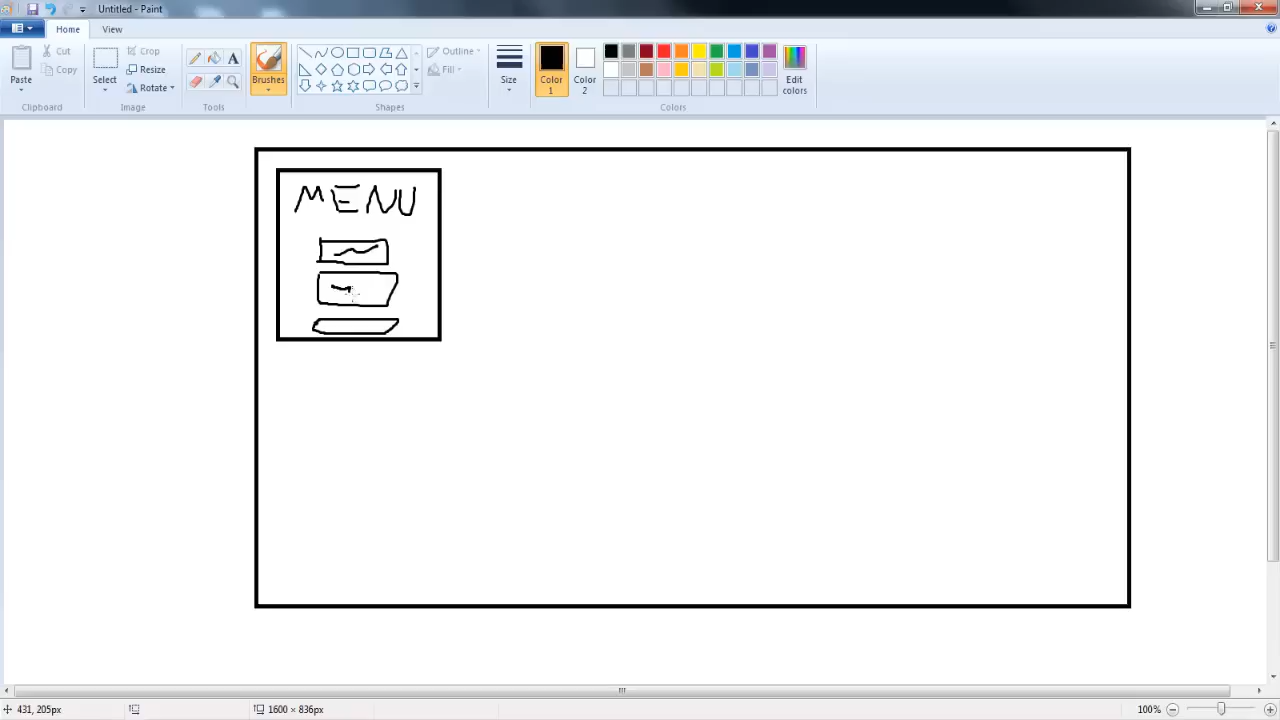 Untitled - Paint
Home View
Paste
Cut
Copy
Clipboard
Select
Crop
Resize
Rotate
Image
A
Tools
Brushes
Outline
Fill
Shapes
Size
Color 1
Color 2
Edit colors
Colors
MENU
431, 205px
1600 × 836px
100%